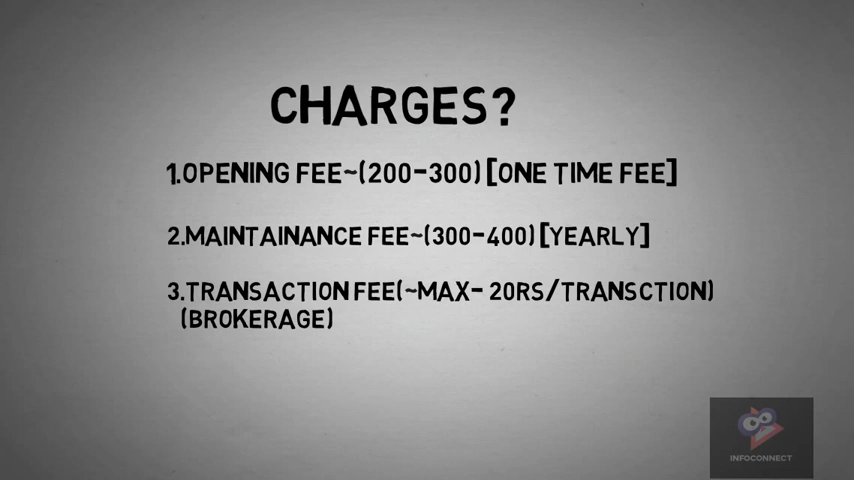 CHARGES?
1.OPENING FEE~(200-300)[ONE TIME FEE]
2.MAINTAINANCE FEE~(300-400)[YEARLY]
3.TRANSACTION FEE(~MAX- 20RS/TRANSCTION)
(BROKERAGE)
INFOCONNECT